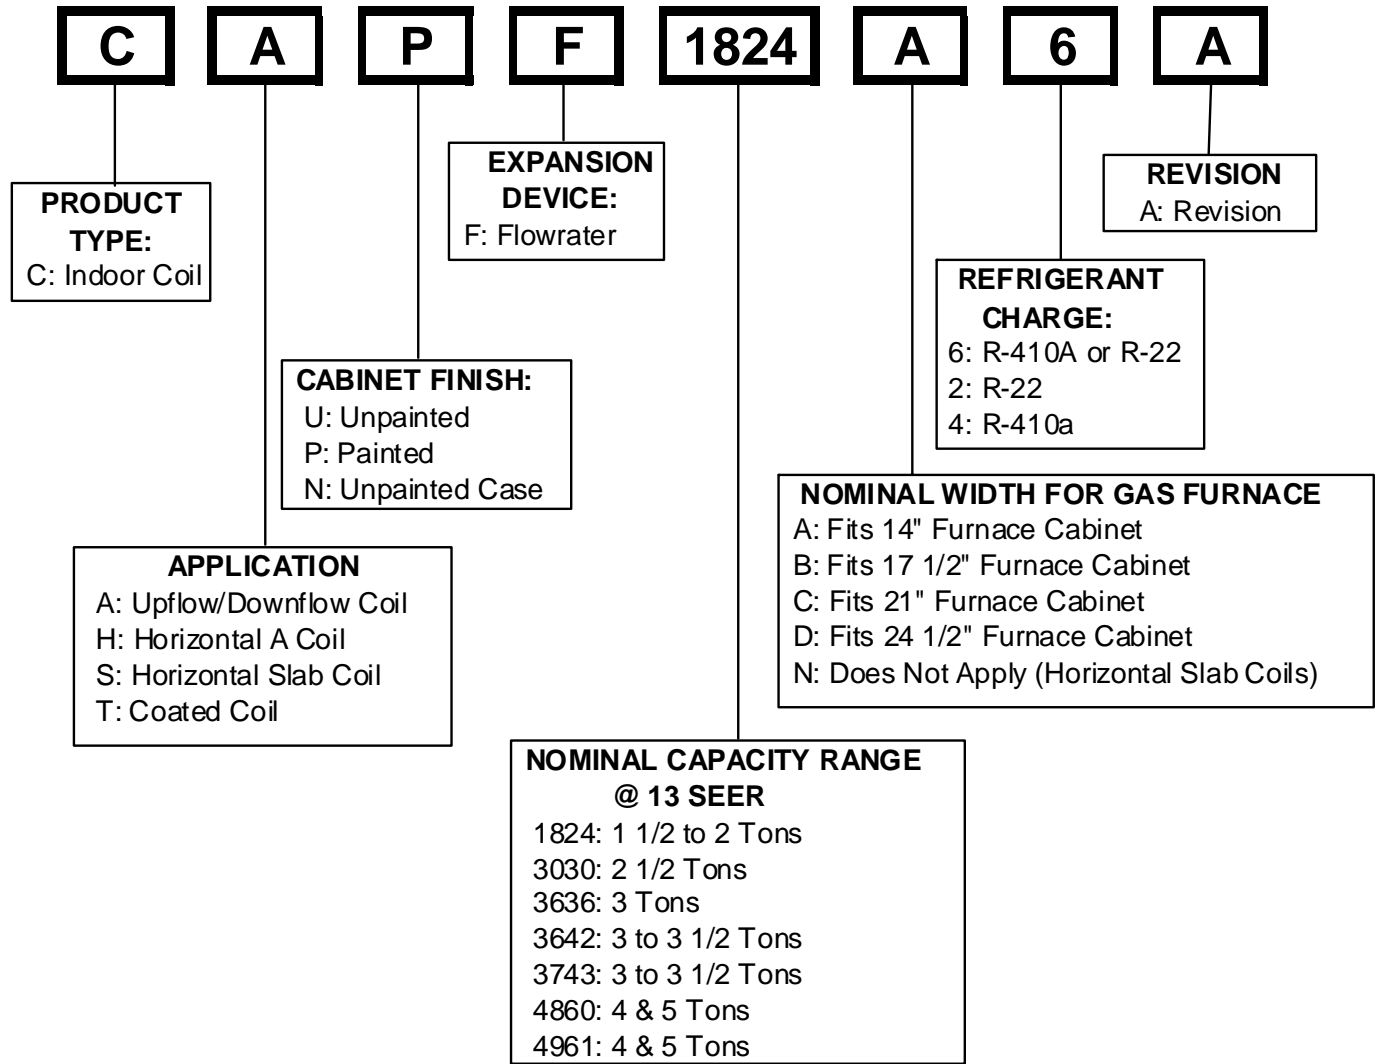 C A P F 1824 A 6 A
PRODUCT
TYPE:
C: Indoor Coil
EXPANSION
DEVICE:
F: Flowrater
REVISION
A: Revision
REFRIGERANT
CHARGE:
6: R-410A or R-22
2: R-22
4: R-410a
CABINET FINISH:
U: Unpainted
P: Painted
N: Unpainted Case
NOMINAL WIDTH FOR GAS FURNACE
A: Fits 14" Furnace Cabinet
B: Fits 17 1/2" Furnace Cabinet
C: Fits 21" Furnace Cabinet
D: Fits 24 1/2" Furnace Cabinet
N: Does Not Apply (Horizontal Slab Coils)
APPLICATION
A: Upflow/Downflow Coil
H: Horizontal A Coil
S: Horizontal Slab Coil
T: Coated Coil
NOMINAL CAPACITY RANGE
@ 13 SEER
1824: 1 1/2 to 2 Tons
3030: 2 1/2 Tons
3636: 3 Tons
3642: 3 to 3 1/2 Tons
3743: 3 to 3 1/2 Tons
4860: 4 & 5 Tons
4961: 4 & 5 Tons